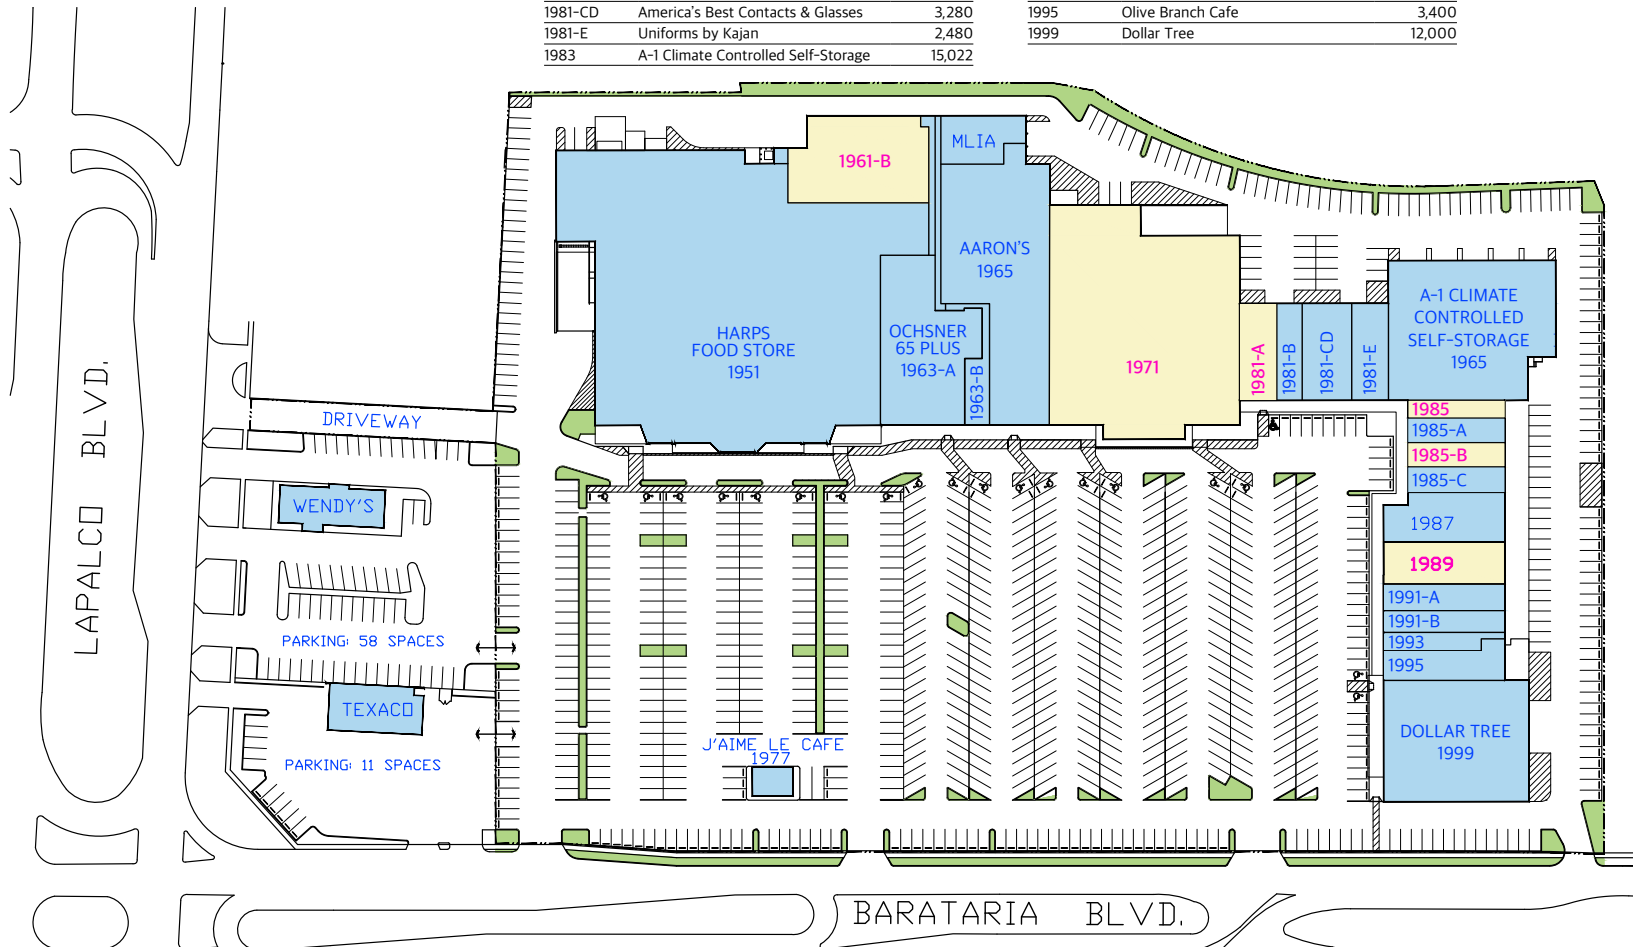 1981-CD America's Best Contacts & Glasses 3,280
1981-E Uniforms by Kajan 2,480
1983 A-1 Climate Controlled Self-Storage 15,022
1995 Olive Branch Cafe 3,400
1999 Dollar Tree 12,000
MLIA
1961-B
AARON'S
1965
HARPS
FOOD STORE
1951
OCHSNER
65 PLUS
1963-A
1963-B
1971
1981-A
1981-B
1981-CD
1981-E
A-1 CLIMATE
CONTROLLED
SELF-STORAGE
1965
1985
1985-A
1985-B
1985-C
1987
1989
1991-A
1991-B
1993
1995
DOLLAR TREE
1999
DRIVEWAY
WENDY'S
PARKING: 58 SPACES
TEXACO
PARKING: 11 SPACES
J'AIME LE CAFE
1977
LAPALCO BLVD.
BARATARIA BLVD.